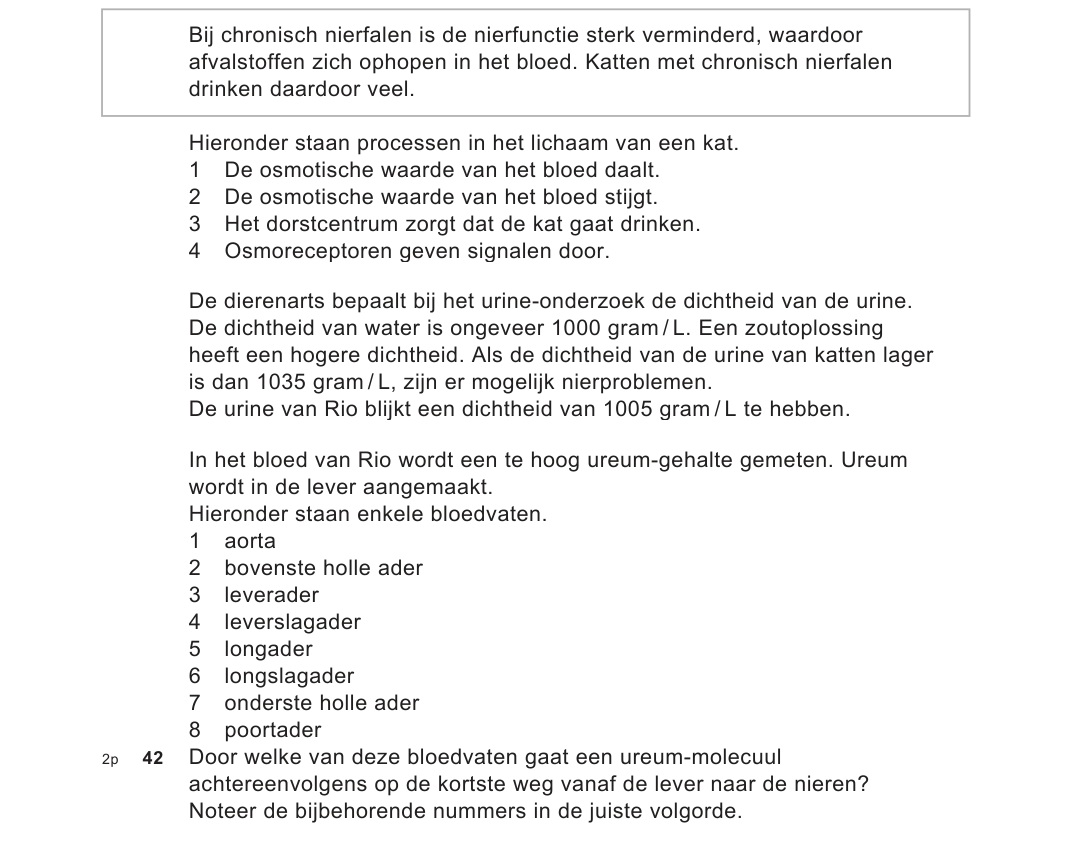 Bij chronisch nierfalen is de nierfunctie sterk verminderd, waardoor
afvalstoffen zich ophopen in het bloed. Katten met chronisch nierfalen
drinken daardoor veel.
Hieronder staan processen in het lichaam van een kat.
1 De osmotische waarde van het bloed daalt.
2 De osmotische waarde van het bloed stijgt.
3 Het dorstcentrum zorgt dat de kat gaat drinken.
4 Osmoreceptoren geven signalen door.
De dierenarts bepaalt bij het urine-onderzoek de dichtheid van de urine.
De dichtheid van water is ongeveer 1000 gram / L. Een zoutoplossing
heeft een hogere dichtheid. Als de dichtheid van de urine van katten lager
is dan 1035 gram / L, zijn er mogelijk nierproblemen.
De urine van Rio blijkt een dichtheid van 1005 gram / L te hebben.
In het bloed van Rio wordt een te hoog ureum-gehalte gemeten. Ureum
wordt in de lever aangemaakt.
Hieronder staan enkele bloedvaten.
1 aorta
2 bovenste holle ader
3 leverader
4 leverslagader
5 longader
6 longslagader
7 onderste holle ader
8 poortader
2p 42 Door welke van deze bloedvaten gaat een ureum-molecuul
achtereenvolgens op de kortste weg vanaf de lever naar de nieren?
Noteer de bijbehorende nummers in de juiste volgorde.